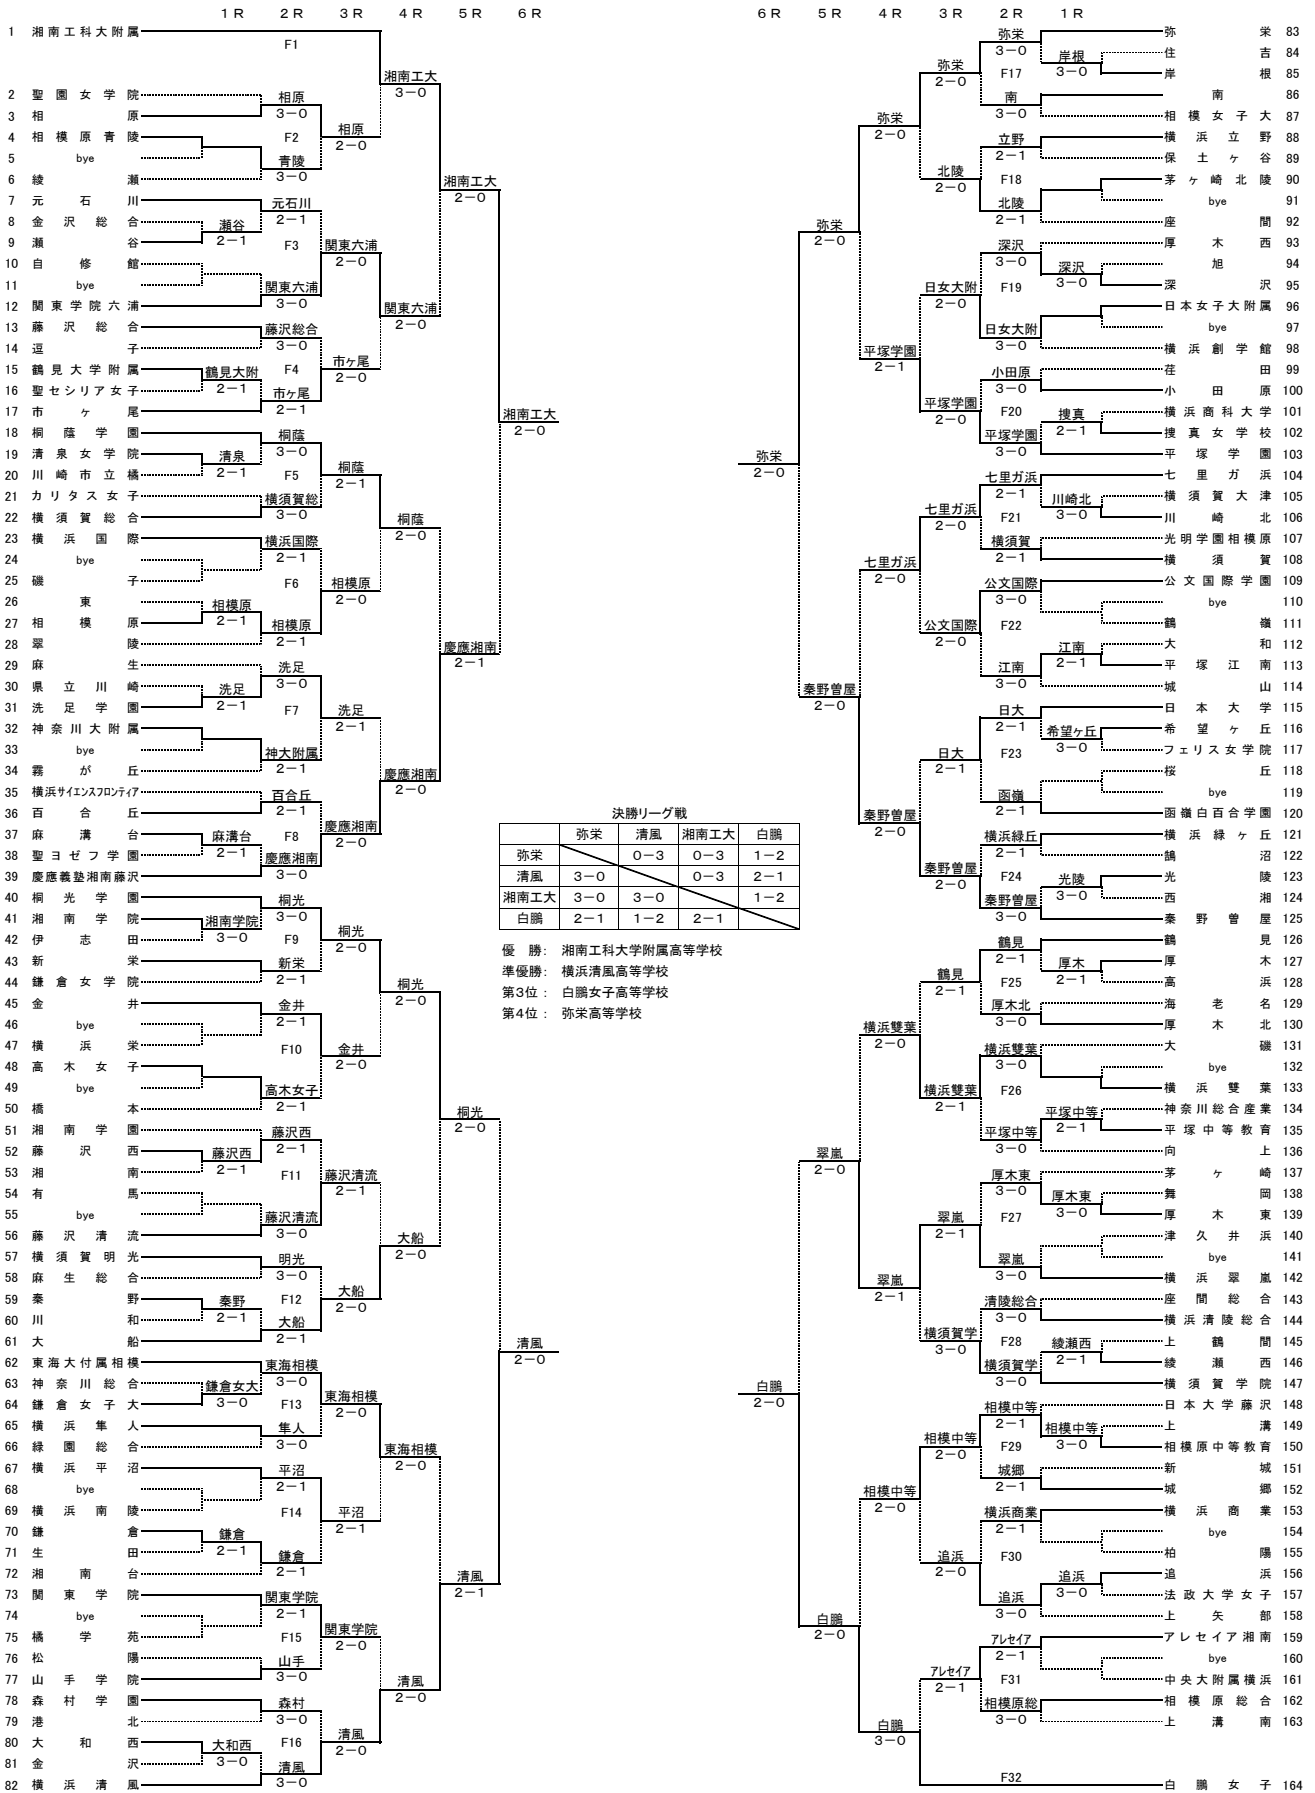 1R 2R 3R 4R 5R 6R
6R 5R 4R 3R 2R 1R
1 湘南工科大附属
2 聖園女学院
3 相原
4 相模原青陵
5 bye
6 綾瀬
7 元石川
8 金沢総合
9 瀬谷
10 自修館
11 bye
12 関東学院六浦
13 藤沢総合
14 逗子
15 鶴見大学附属
16 聖セシリア女子
17 市ヶ尾
18 桐蔭学園
19 清泉女学院
20 川崎市立橘
21 カリタス女子
22 横須賀総合
23 横浜国際
24 bye
25 磯子
26 東
27 相模原
28 翠陵
29 麻生
30 県立川崎
31 洗足学園
32 神奈川大附属
33 bye
34 霧が丘
35 横浜サイエンスフロンティア
36 百合丘
37 麻溝台
38 聖ヨゼフ学園
39 慶應義塾湘南藤沢
40 桐光学園
41 湘南学院
42 伊志田
43 新栄
44 鎌倉女学院
45 金井
46 bye
47 横浜栄
48 高木女子
49 bye
50 橋本
51 湘南学園
52 藤沢西
53 湘南
54 有馬
55 bye
56 藤沢清流
57 横須賀明光
58 麻生総合
59 秦野
60 川和
61 大船
62 東海大付属相模
63 神奈川総合
64 鎌倉女子大
65 横浜隼人
66 緑園総合
67 横浜平沼
68 bye
69 横浜南陵
70 鎌倉
71 生田
72 湘南台
73 関東学院
74 bye
75 橘学苑
76 松陽
77 山手学院
78 森村学園
79 港北
80 大和西
81 金沢
82 横浜清風
瀬谷 2−1
鶴見大附 2−1
清泉 2−1
相模原 2−1
洗足 2−1
麻溝台 2−1
湘南学院 3−0
藤沢西 2−1
秦野 2−1
鎌倉女大 3−0
鎌倉 2−1
大和西 3−0
F1
相原 3−0
F2
青陵 3−0
元石川 2−1
F3
関東六浦 3−0
藤沢総合 3−0
F4
市ヶ尾 2−1
桐蔭 3−0
F5
横須賀総 3−0
横浜国際 2−1
F6
相模原 2−1
洗足 3−0
F7
神大附属 2−1
百合丘 2−1
F8
慶應湘南 3−0
桐光 3−0
F9
新栄 2−1
金井 2−1
F10
高木女子 2−1
藤沢西 2−1
F11
藤沢清流 3−0
明光 3−0
F12
大船 2−1
東海相模 3−0
F13
隼人 3−0
平沼 2−1
F14
鎌倉 2−1
関東学院 2−1
F15
山手 3−0
森村 3−0
F16
清風 3−0
相原 2−0
関東六浦 2−0
市ヶ尾 2−0
桐蔭 2−1
相模原 2−0
洗足 2−1
慶應湘南 2−0
桐光 2−0
金井 2−0
藤沢清流 2−1
大船 2−0
東海相模 2−0
平沼 2−1
関東学院 2−0
清風 2−0
湘南工大 3−0
関東六浦 2−0
桐蔭 2−0
慶應湘南 2−0
桐光 2−0
大船 2−0
東海相模 2−0
清風 2−0
湘南工大 2−0
慶應湘南 2−1
桐光 2−0
清風 2−1
湘南工大 2−0
清風 2−0
決勝リーグ戦
弥栄 清風 湘南工大 白鵬
弥栄 0−3 0−3 1−2
清風 3−0 0−3 2−1
湘南工大 3−0 3−0 1−2
白鵬 2−1 1−2 2−1
優 勝: 湘南工科大学附属高等学校
準優勝: 横浜清風高等学校
第3位: 白鵬女子高等学校
第4位: 弥栄高等学校
弥栄 2−0
白鵬 2−0
弥栄 2−0
秦野曽屋 2−0
翠嵐 2−0
白鵬 2−0
弥栄 2−0
平塚学園 2−1
七里ガ浜 2−0
秦野曽屋 2−0
横浜雙葉 2−0
翠嵐 2−1
相模中等 2−0
白鵬 3−0
弥栄 2−0
北陵 2−0
日女大附 2−0
平塚学園 2−0
七里ガ浜 2−0
公文国際 2−0
日大 2−1
秦野曽屋 2−0
鶴見 2−1
横浜雙葉 2−1
翠嵐 2−1
横須賀学 3−0
相模中等 2−0
追浜 2−0
アレセイア 2−1
弥栄 3−0
F17
南 3−0
立野 2−1
F18
北陵 2−1
深沢 3−0
F19
日女大附 3−0
小田原 3−0
F20
平塚学園 3−0
七里ガ浜 2−1
F21
横須賀 2−1
公文国際 3−0
F22
江南 3−0
日大 2−1
F23
函嶺 2−1
横浜緑丘 2−1
F24
秦野曽屋 3−0
鶴見 2−1
F25
厚木北 3−0
横浜雙葉 3−0
F26
平塚中等 3−0
厚木東 3−0
F27
翠嵐 3−0
清陵総合 3−0
F28
横須賀学 3−0
相模中等 2−1
F29
城郷 2−1
横浜商業 2−1
F30
追浜 3−0
アレセイア 2−1
F31
相模原総 3−0
F32
岸根 3−0
深沢 3−0
捜真 2−1
川崎北 3−0
江南 2−1
希望ヶ丘 3−0
光陵 3−0
厚木 2−1
平塚中等 2−1
厚木東 3−0
綾瀬西 2−1
相模中等 3−0
追浜 3−0
弥栄 83
住吉 84
岸根 85
南 86
相模女子大 87
横浜立野 88
保土ヶ谷 89
茅ヶ崎北陵 90
bye 91
座間 92
厚木西 93
旭 94
深沢 95
日本女子大附属 96
bye 97
横浜創学館 98
荏田 99
小田原 100
横浜商科大学 101
捜真女学校 102
平塚学園 103
七里ガ浜 104
横須賀大津 105
川崎北 106
光明学園相模原 107
横須賀 108
公文国際学園 109
bye 110
鶴嶺 111
大和 112
平塚江南 113
城山 114
日本大学 115
希望ヶ丘 116
フェリス女学院 117
桜丘 118
bye 119
函嶺白百合学園 120
横浜緑ヶ丘 121
鵠沼 122
光陵 123
西湘 124
秦野曽屋 125
鶴見 126
厚木 127
高浜 128
海老名 129
厚木北 130
大磯 131
bye 132
横浜雙葉 133
神奈川総合産業 134
平塚中等教育 135
向上 136
茅ヶ崎 137
舞岡 138
厚木東 139
津久井浜 140
bye 141
横浜翠嵐 142
座間総合 143
横浜清陵総合 144
上鶴間 145
綾瀬西 146
横須賀学院 147
日本大学藤沢 148
上溝 149
相模原中等教育 150
新城 151
城郷 152
横浜商業 153
bye 154
柏陽 155
追浜 156
法政大学女子 157
上矢部 158
アレセイア湘南 159
bye 160
中央大附属横浜 161
相模原総合 162
上溝南 163
白鵬女子 164